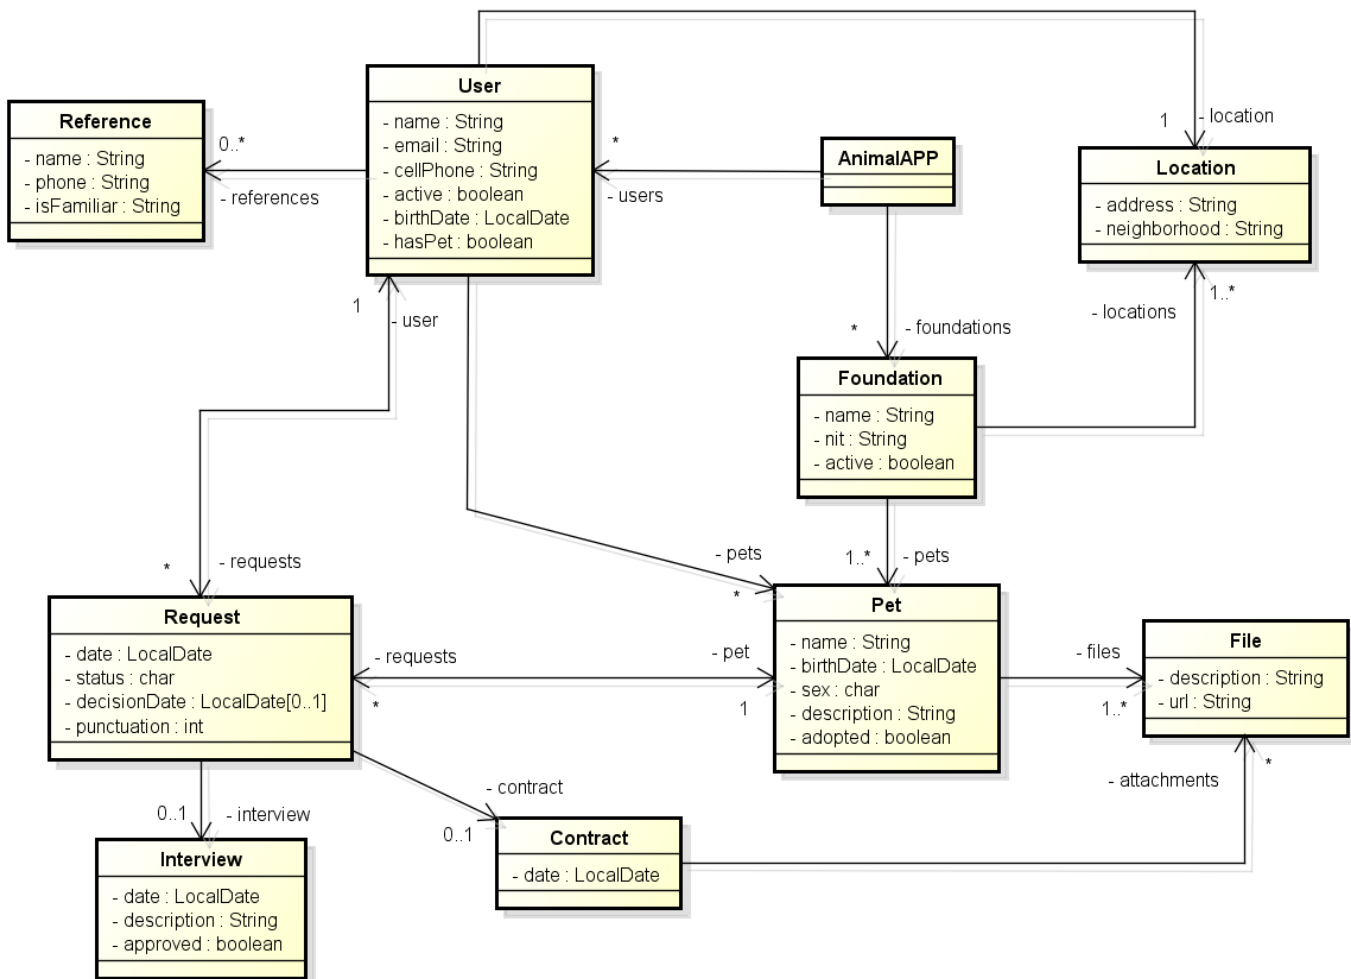 User
- name : String
- email : String
- cellPhone : String
- active : boolean
- birthDate : LocalDate
- hasPet : boolean
Reference
- name : String
- phone : String
- isFamiliar : String
0..*
- references
*
- users
AnimalAPP
1
- location
Location
- address : String
- neighborhood : String
1..*
- locations
*
- foundations
Foundation
- name : String
- nit : String
- active : boolean
1
- user
*
- requests
- pets
*
1..*
- pets
Request
- date : LocalDate
- status : char
- decisionDate : LocalDate[0..1]
- punctuation : int
- requests
*
- pet
1
Pet
- name : String
- birthDate : LocalDate
- sex : char
- description : String
- adopted : boolean
- files
1..*
File
- description : String
- url : String
*
- attachments
0..1
- interview
Interview
- date : LocalDate
- description : String
- approved : boolean
- contract
0..1
Contract
- date : LocalDate